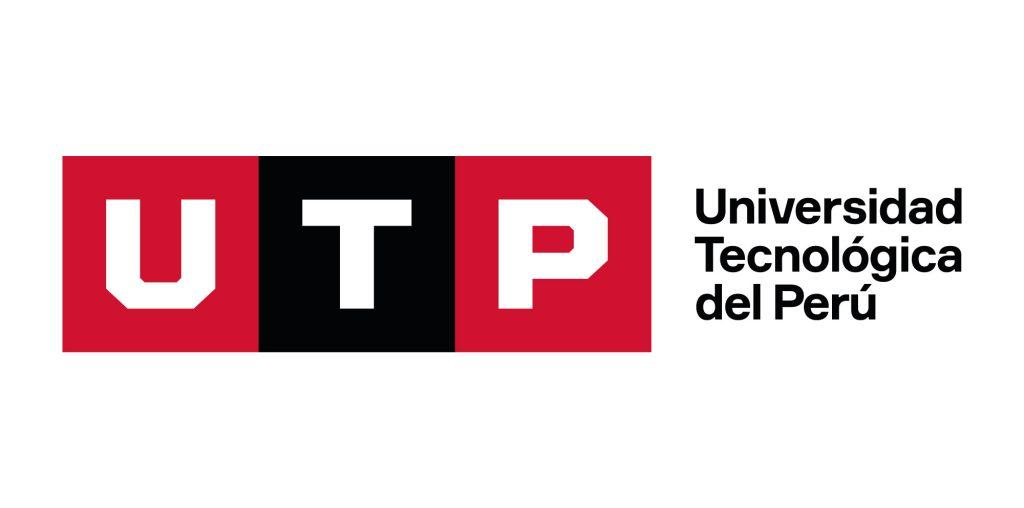 UTP
Universidad
Tecnológica
del Perú